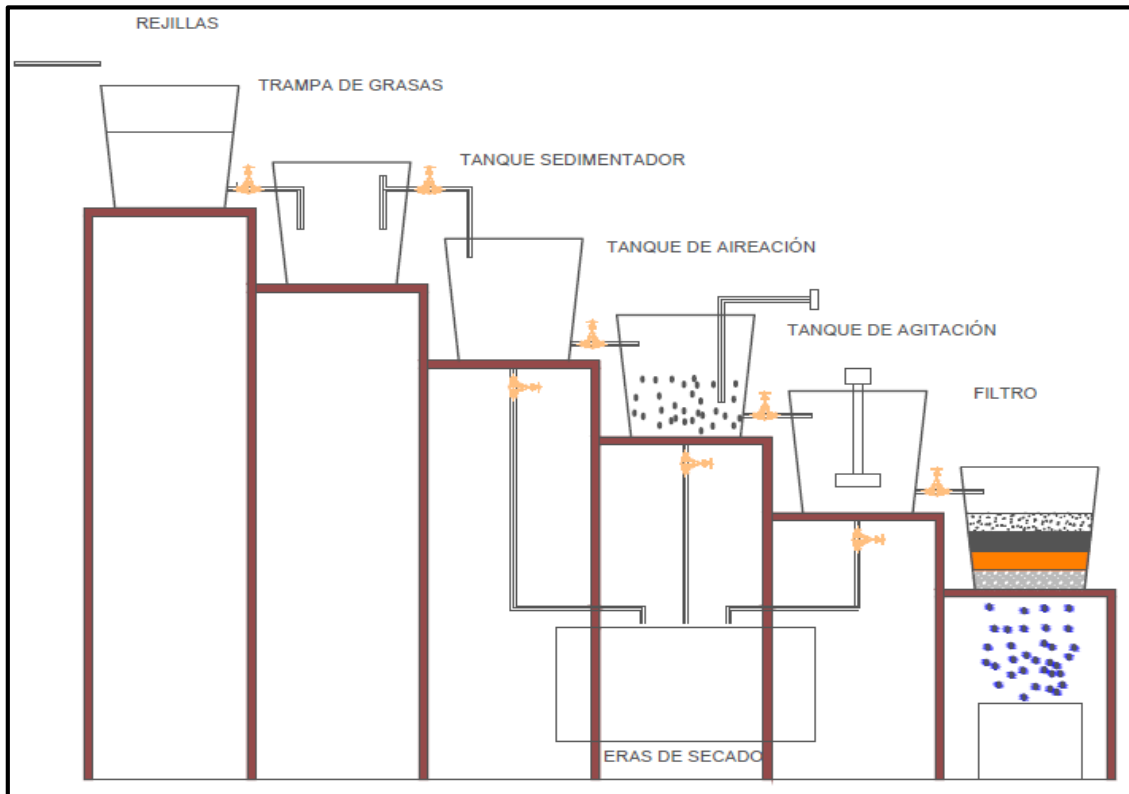 REJILLAS
TRAMPA DE GRASAS
TANQUE SEDIMENTADOR
TANQUE DE AIREACIÓN
TANQUE DE AGITACIÓN
FILTRO
ERAS DE SECADO